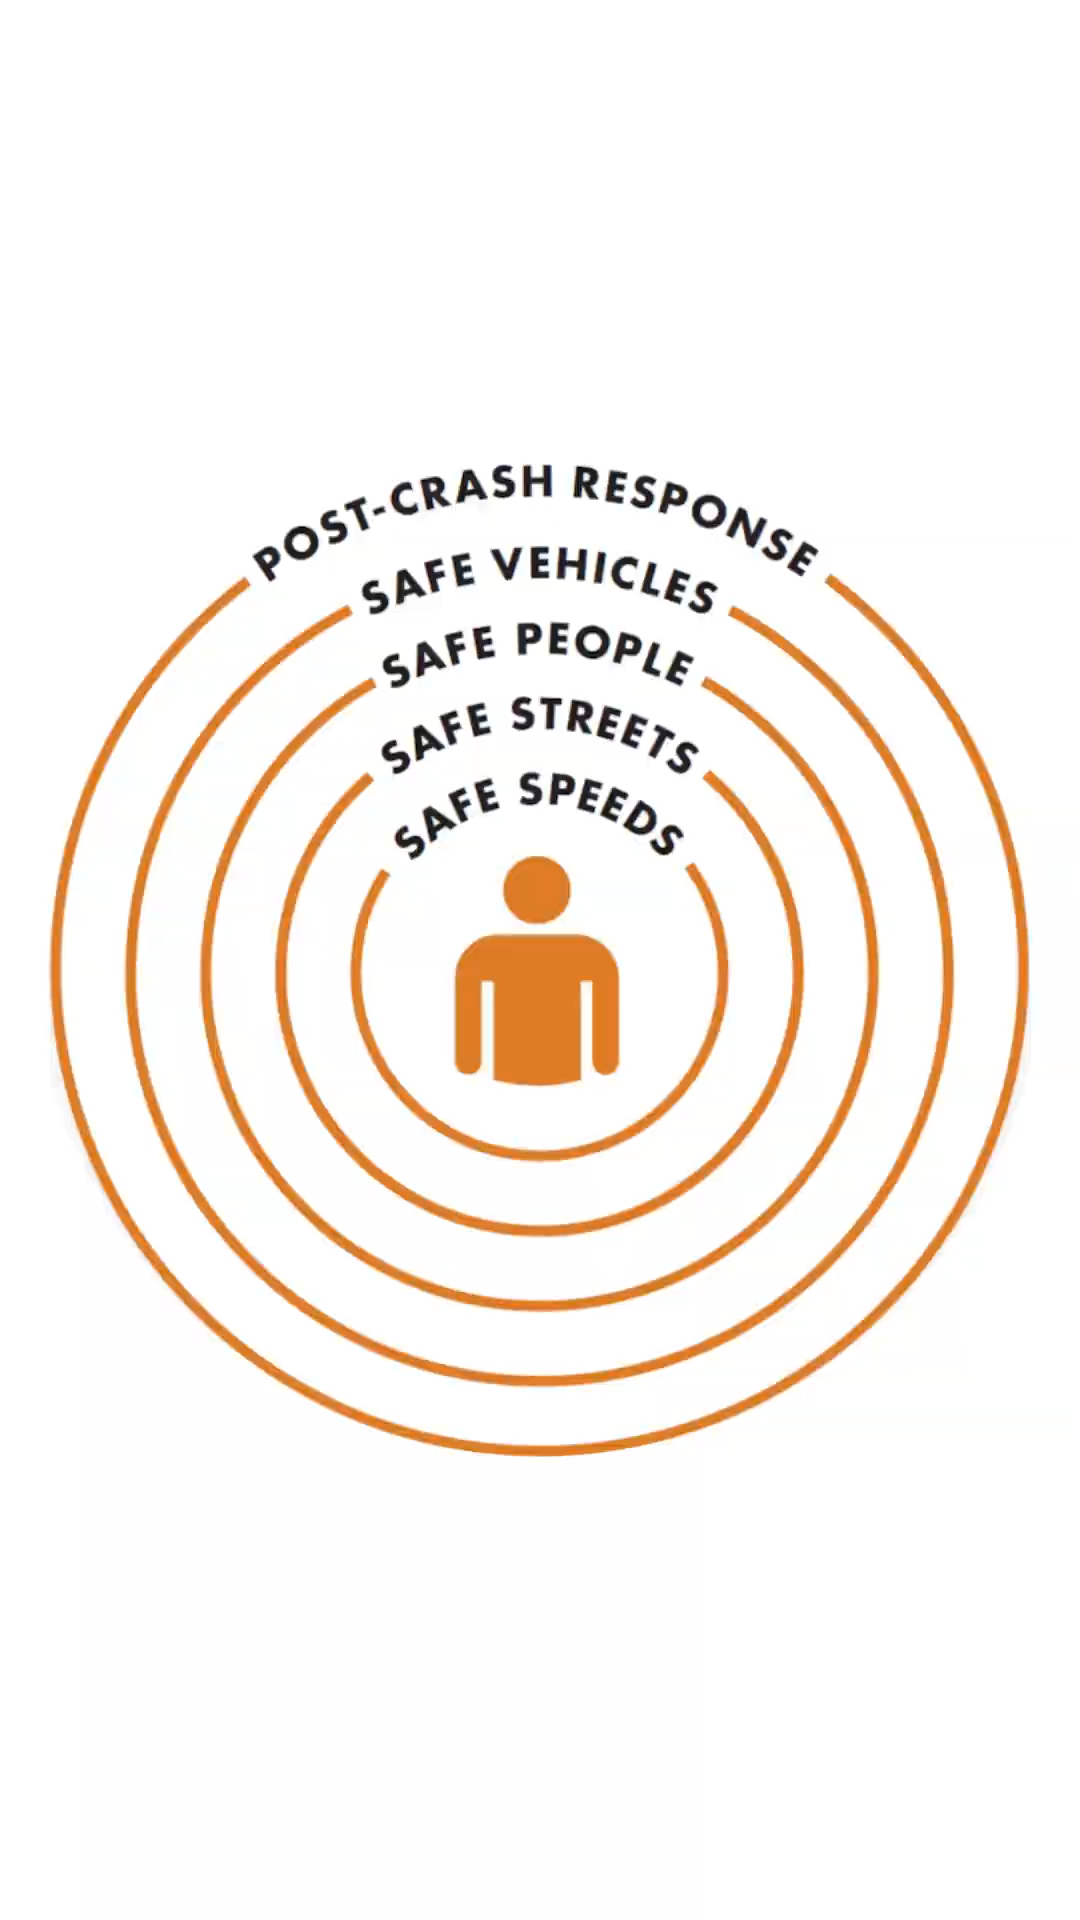 POST-CRASH RESPONSE
SAFE VEHICLES
SAFE PEOPLE
SAFE STREETS
SAFE SPEEDS